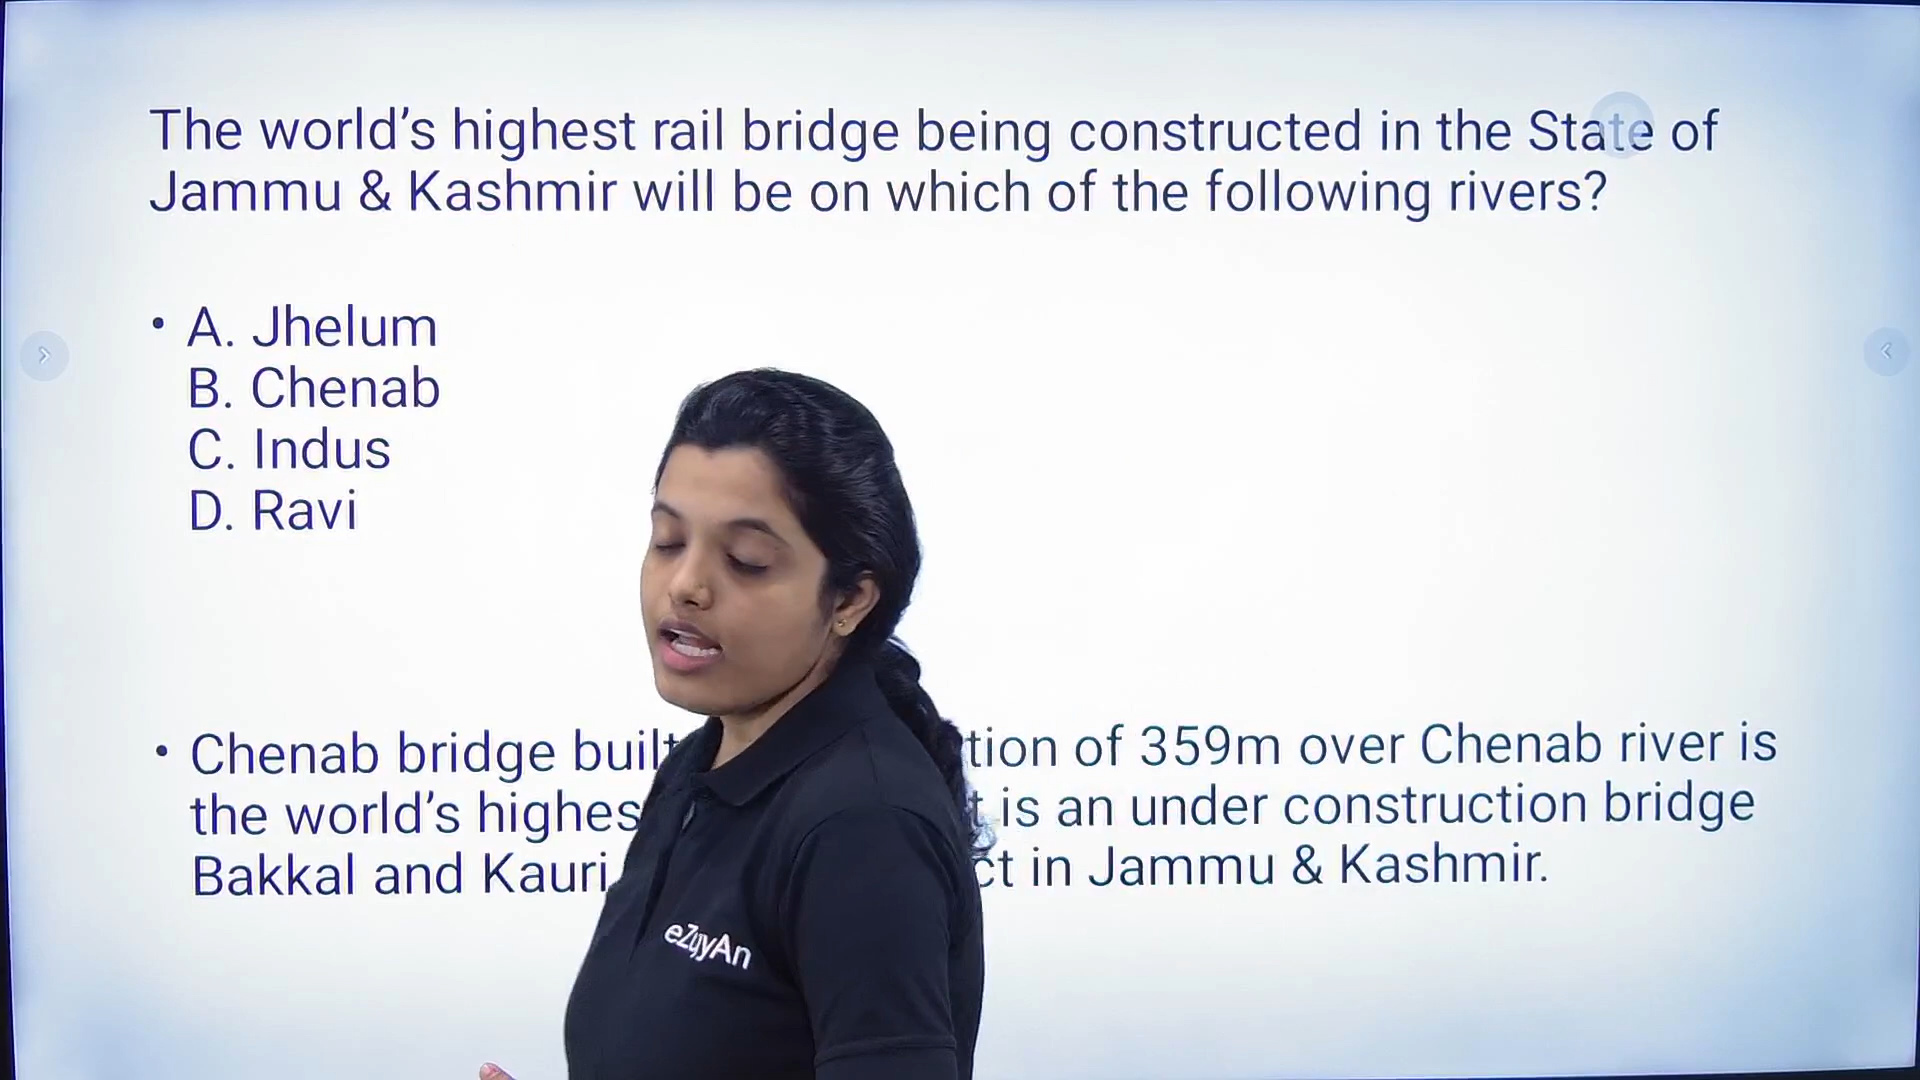 The world’s highest rail bridge being constructed in the State of
Jammu & Kashmir will be on which of the following rivers?
• A. Jhelum
B. Chenab
C. Indus
D. Ravi
• Chenab bridge built tion of 359m over Chenab river is
the world’s highes is an under construction bridge
Bakkal and Kauri ct in Jammu & Kashmir.
eZyyAn